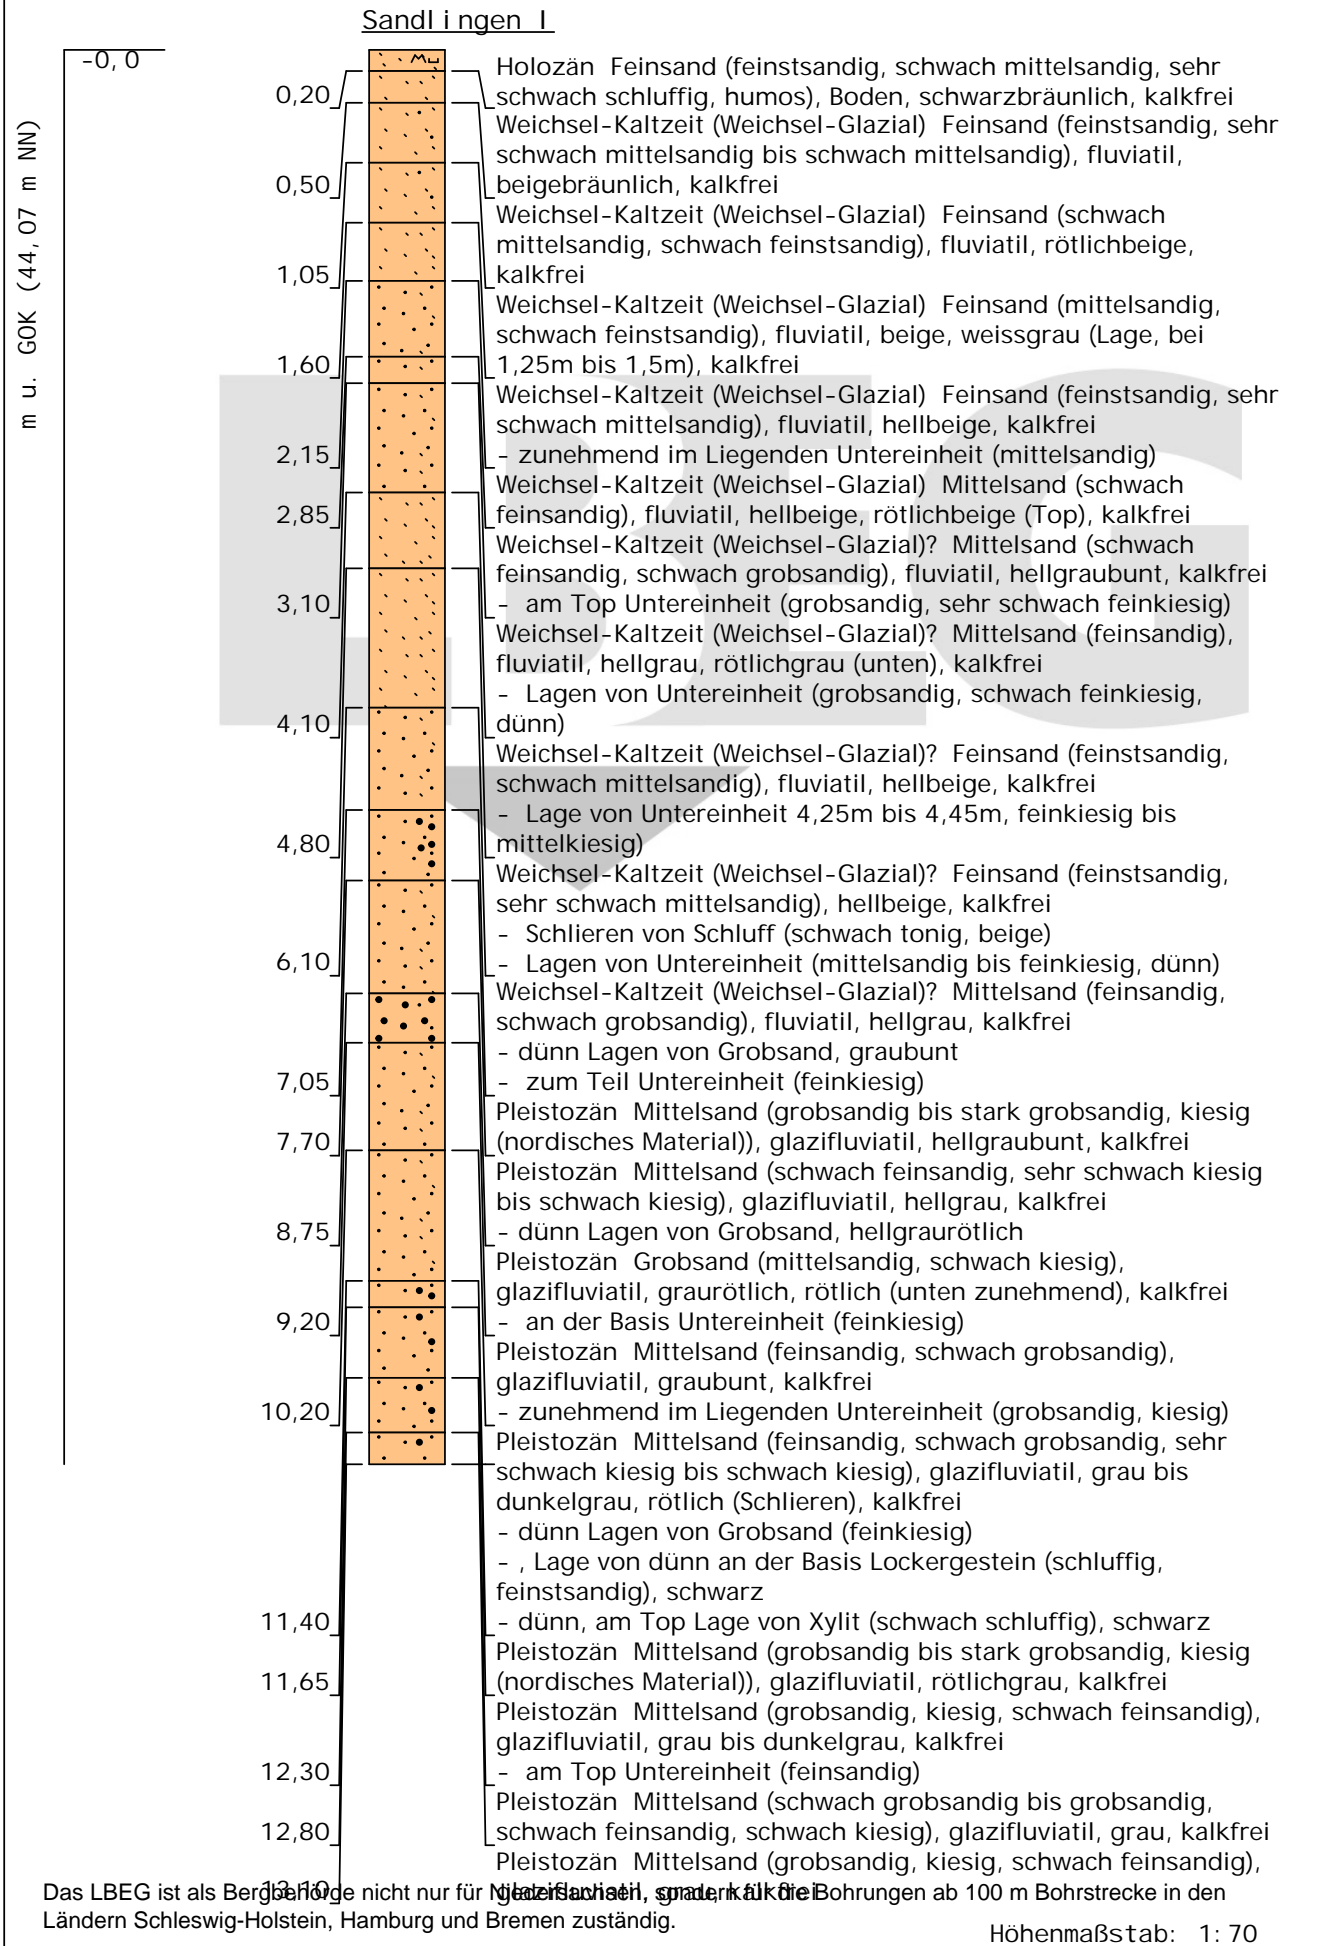 Sandlingen I
-0,0
m u. GOK (44,07 m NN)
Holozän Feinsand (feinstsandig, schwach mittelsandig, sehr
0,20 schwach schluffig, humos), Boden, schwarzbräunlich, kalkfrei
Weichsel-Kaltzeit (Weichsel-Glazial) Feinsand (feinstsandig, sehr
schwach mittelsandig bis schwach mittelsandig), fluviatil,
0,50 beigebräunlich, kalkfrei
Weichsel-Kaltzeit (Weichsel-Glazial) Feinsand (schwach
mittelsandig, schwach feinstsandig), fluviatil, rötlichbeige,
1,05 kalkfrei
Weichsel-Kaltzeit (Weichsel-Glazial) Feinsand (mittelsandig,
schwach feinstsandig), fluviatil, beige, weissgrau (Lage, bei
1,60 1,25m bis 1,5m), kalkfrei
Weichsel-Kaltzeit (Weichsel-Glazial) Feinsand (feinstsandig, sehr
schwach mittelsandig), fluviatil, hellbeige, kalkfrei
2,15 - zunehmend im Liegenden Untereinheit (mittelsandig)
Weichsel-Kaltzeit (Weichsel-Glazial) Mittelsand (schwach
2,85 feinsandig), fluviatil, hellbeige, rötlichbeige (Top), kalkfrei
Weichsel-Kaltzeit (Weichsel-Glazial)? Mittelsand (schwach
feinsandig, schwach grobsandig), fluviatil, hellgraubunt, kalkfrei
3,10 - am Top Untereinheit (grobsandig, sehr schwach feinkiesig)
Weichsel-Kaltzeit (Weichsel-Glazial)? Mittelsand (feinsandig),
fluviatil, hellgrau, rötlichgrau (unten), kalkfrei
- Lagen von Untereinheit (grobsandig, schwach feinkiesig,
4,10 dünn)
Weichsel-Kaltzeit (Weichsel-Glazial)? Feinsand (feinstsandig,
schwach mittelsandig), fluviatil, hellbeige, kalkfrei
- Lage von Untereinheit 4,25m bis 4,45m, feinkiesig bis
4,80 mittelkiesig)
Weichsel-Kaltzeit (Weichsel-Glazial)? Feinsand (feinstsandig,
sehr schwach mittelsandig), hellbeige, kalkfrei
- Schlieren von Schluff (schwach tonig, beige)
6,10 - Lagen von Untereinheit (mittelsandig bis feinkiesig, dünn)
Weichsel-Kaltzeit (Weichsel-Glazial)? Mittelsand (feinsandig,
schwach grobsandig), fluviatil, hellgrau, kalkfrei
- dünn Lagen von Grobsand, graubunt
7,05 - zum Teil Untereinheit (feinkiesig)
Pleistozän Mittelsand (grobsandig bis stark grobsandig, kiesig
7,70 (nordisches Material)), glazifluviatil, hellgraubunt, kalkfrei
Pleistozän Mittelsand (schwach feinsandig, sehr schwach kiesig
bis schwach kiesig), glazifluviatil, hellgrau, kalkfrei
8,75 - dünn Lagen von Grobsand, hellgraurötlich
Pleistozän Grobsand (mittelsandig, schwach kiesig),
glazifluviatil, graurötlich, rötlich (unten zunehmend), kalkfrei
9,20 - an der Basis Untereinheit (feinkiesig)
Pleistozän Mittelsand (feinsandig, schwach grobsandig),
glazifluviatil, graubunt, kalkfrei
10,20 - zunehmend im Liegenden Untereinheit (grobsandig, kiesig)
Pleistozän Mittelsand (feinsandig, schwach grobsandig, sehr
schwach kiesig bis schwach kiesig), glazifluviatil, grau bis
dunkelgrau, rötlich (Schlieren), kalkfrei
- dünn Lagen von Grobsand (feinkiesig)
- , Lage von dünn an der Basis Lockergestein (schluffig,
feinstsandig), schwarz
11,40 - dünn, am Top Lage von Xylit (schwach schluffig), schwarz
Pleistozän Mittelsand (grobsandig bis stark grobsandig, kiesig
11,65 (nordisches Material)), glazifluviatil, rötlichgrau, kalkfrei
Pleistozän Mittelsand (grobsandig, kiesig, schwach feinsandig),
glazifluviatil, grau bis dunkelgrau, kalkfrei
12,30 - am Top Untereinheit (feinsandig)
Pleistozän Mittelsand (schwach grobsandig bis grobsandig,
12,80 schwach feinsandig, schwach kiesig), glazifluviatil, grau, kalkfrei
Pleistozän Mittelsand (grobsandig, kiesig, schwach feinsandig),
13,10 glazifluviatil, grau, kalkfrei
Das LBEG ist als Bergbehörde nicht nur für Niedersachsen, sondern für die Bohrungen ab 100 m Bohrstrecke in den
Ländern Schleswig-Holstein, Hamburg und Bremen zuständig.
Höhenmaßstab: 1:70
LBEG